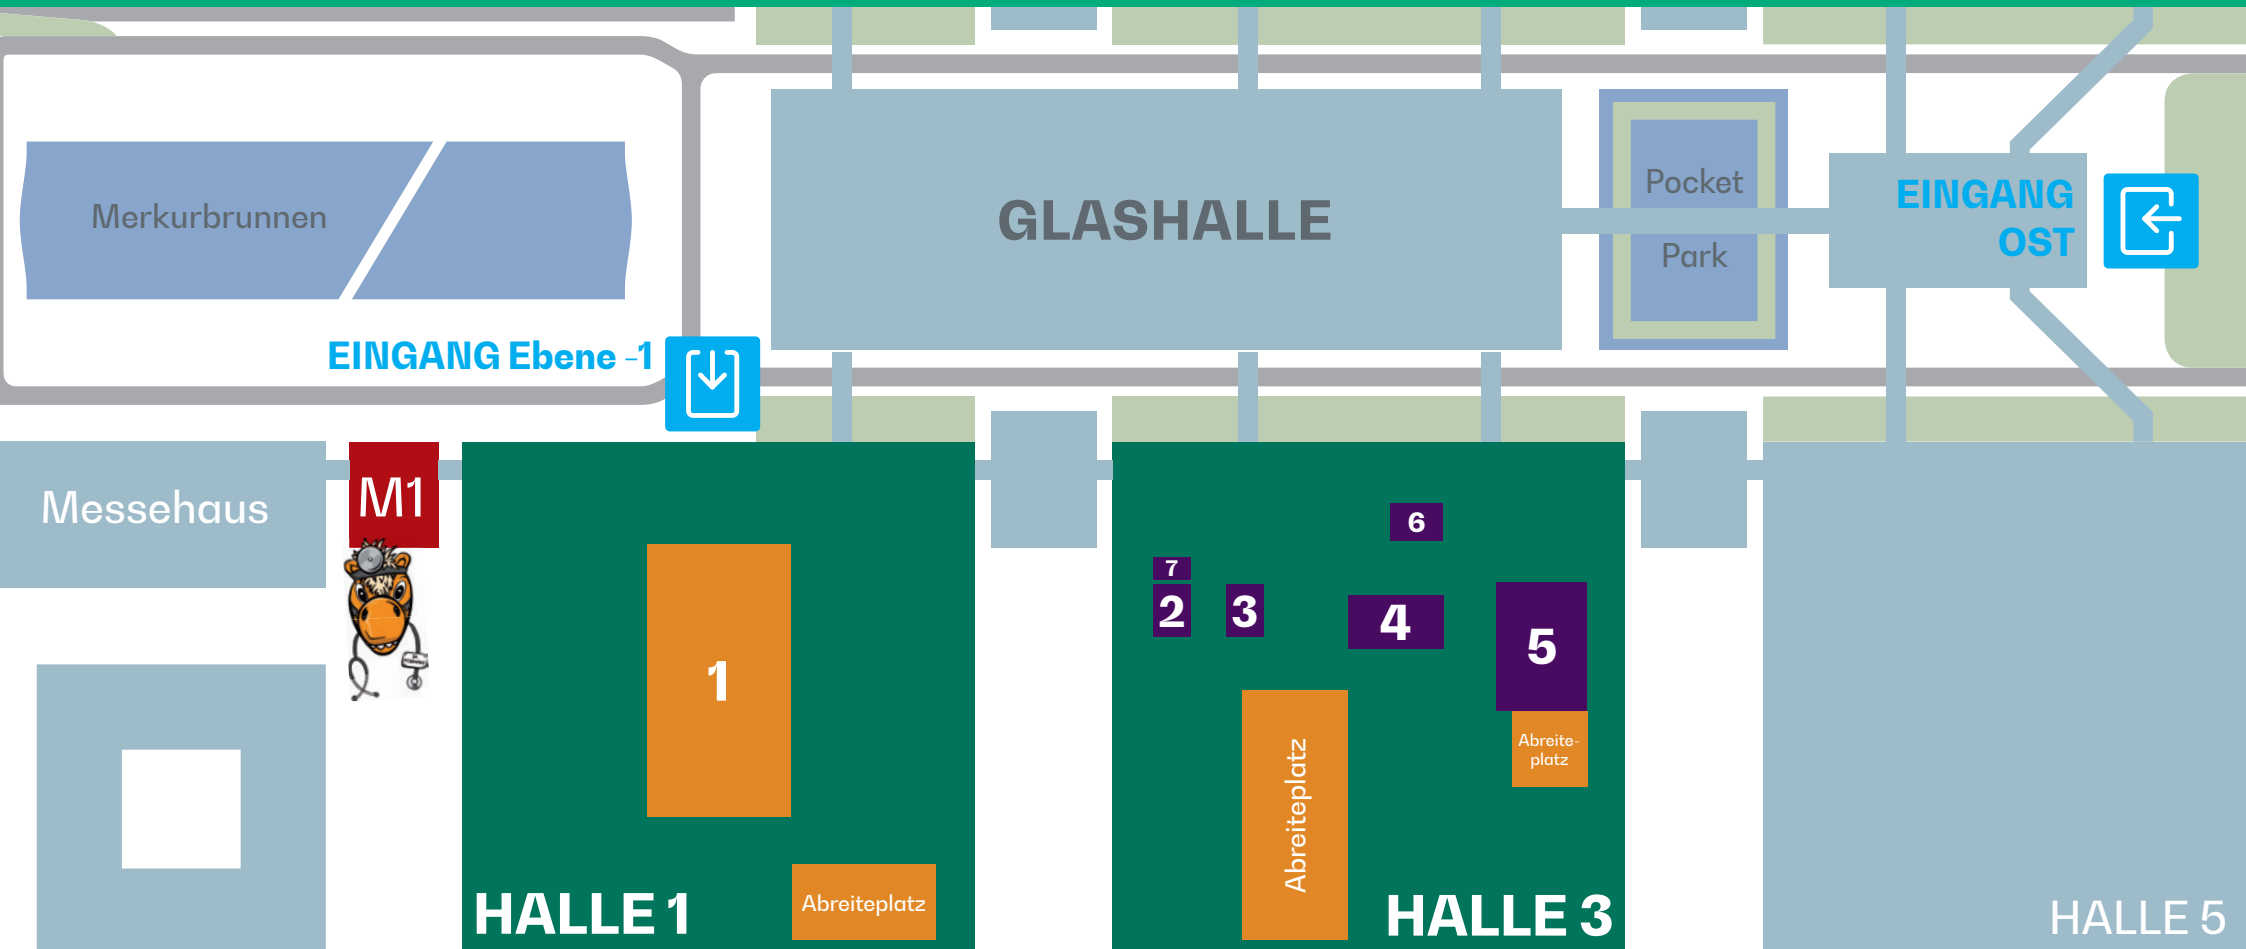 Merkurbrunnen
GLASHALLE
Pocket
Park
EINGANG
OST
EINGANG Ebene -1
Messehaus
M1
1
Abreiteplatz
HALLE 1
6
7
2
3
4
5
Abreite-
platz
Abreiteplatz
HALLE 3
HALLE 5